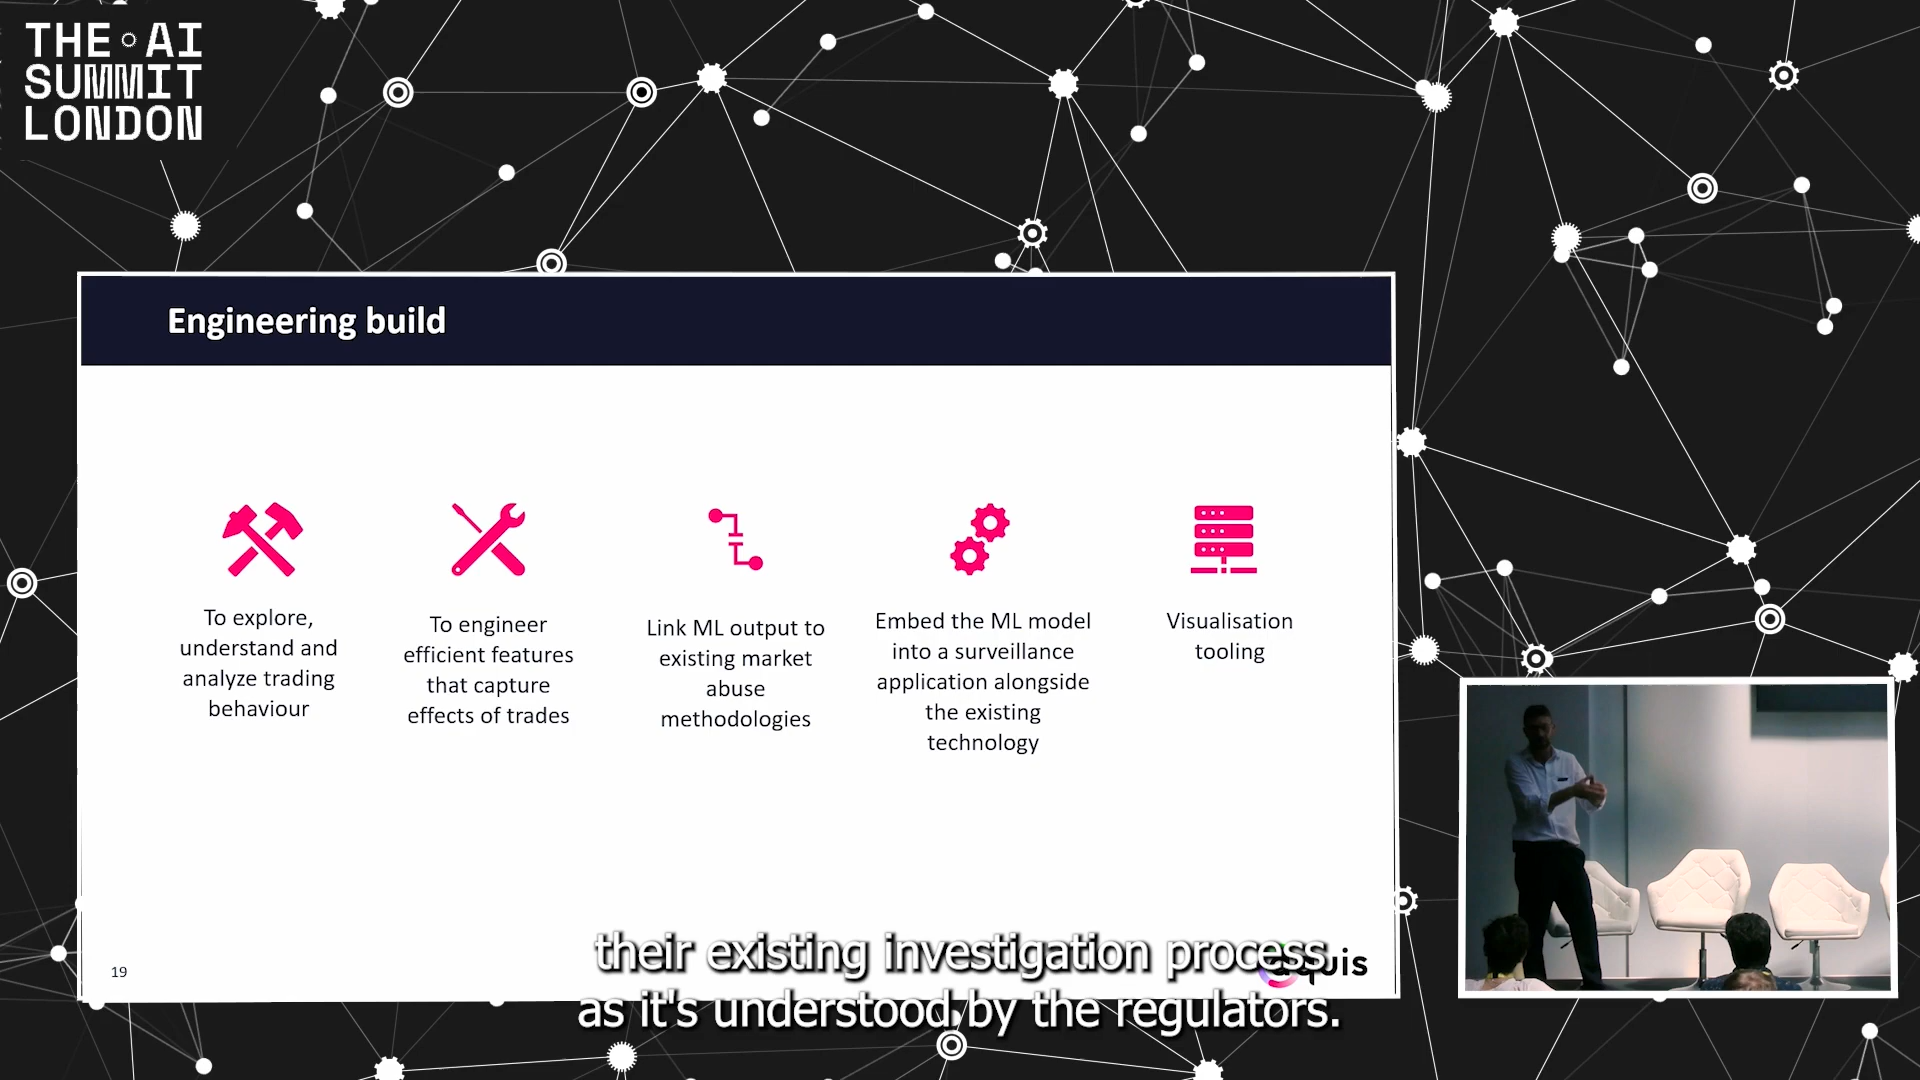 THE AI
SUMMIT
LONDON
Engineering build
To explore,
understand and
analyze trading
behaviour
To engineer
efficient features
that capture
effects of trades
Link ML output to
existing market
abuse
methodologies
Embed the ML model
into a surveillance
application alongside
the existing
technology
Visualisation
tooling
19
aquis
their existing investigation process
as it's understood by the regulators.